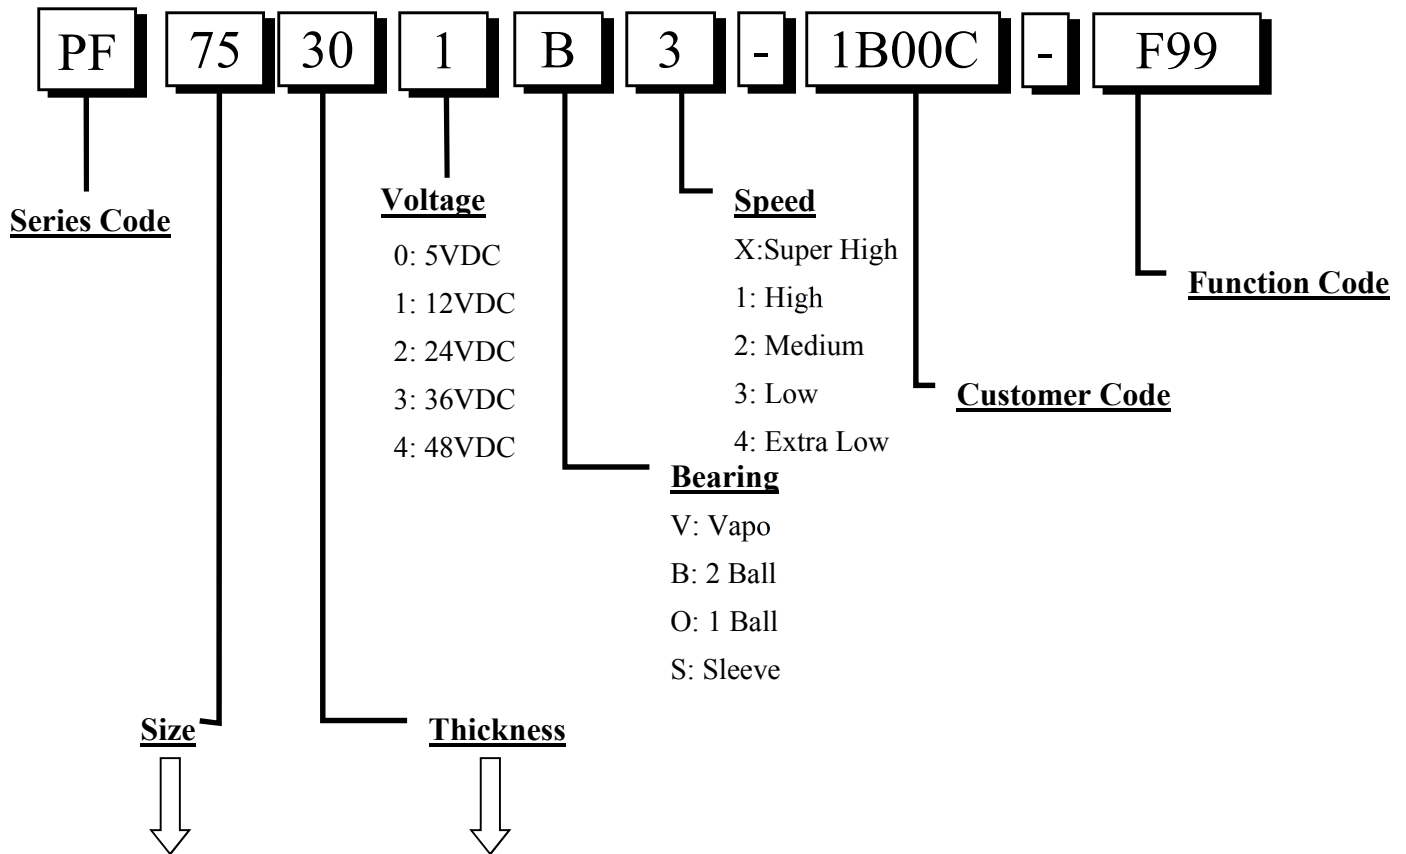 PF 75 30 1 B 3 - 1B00C - F99
Series Code
Voltage
0: 5VDC
1: 12VDC
2: 24VDC
3: 36VDC
4: 48VDC
Speed
X:Super High
1: High
2: Medium
3: Low
4: Extra Low
Function Code
Customer Code
Bearing
V: Vapo
B: 2 Ball
O: 1 Ball
S: Sleeve
Size
Thickness